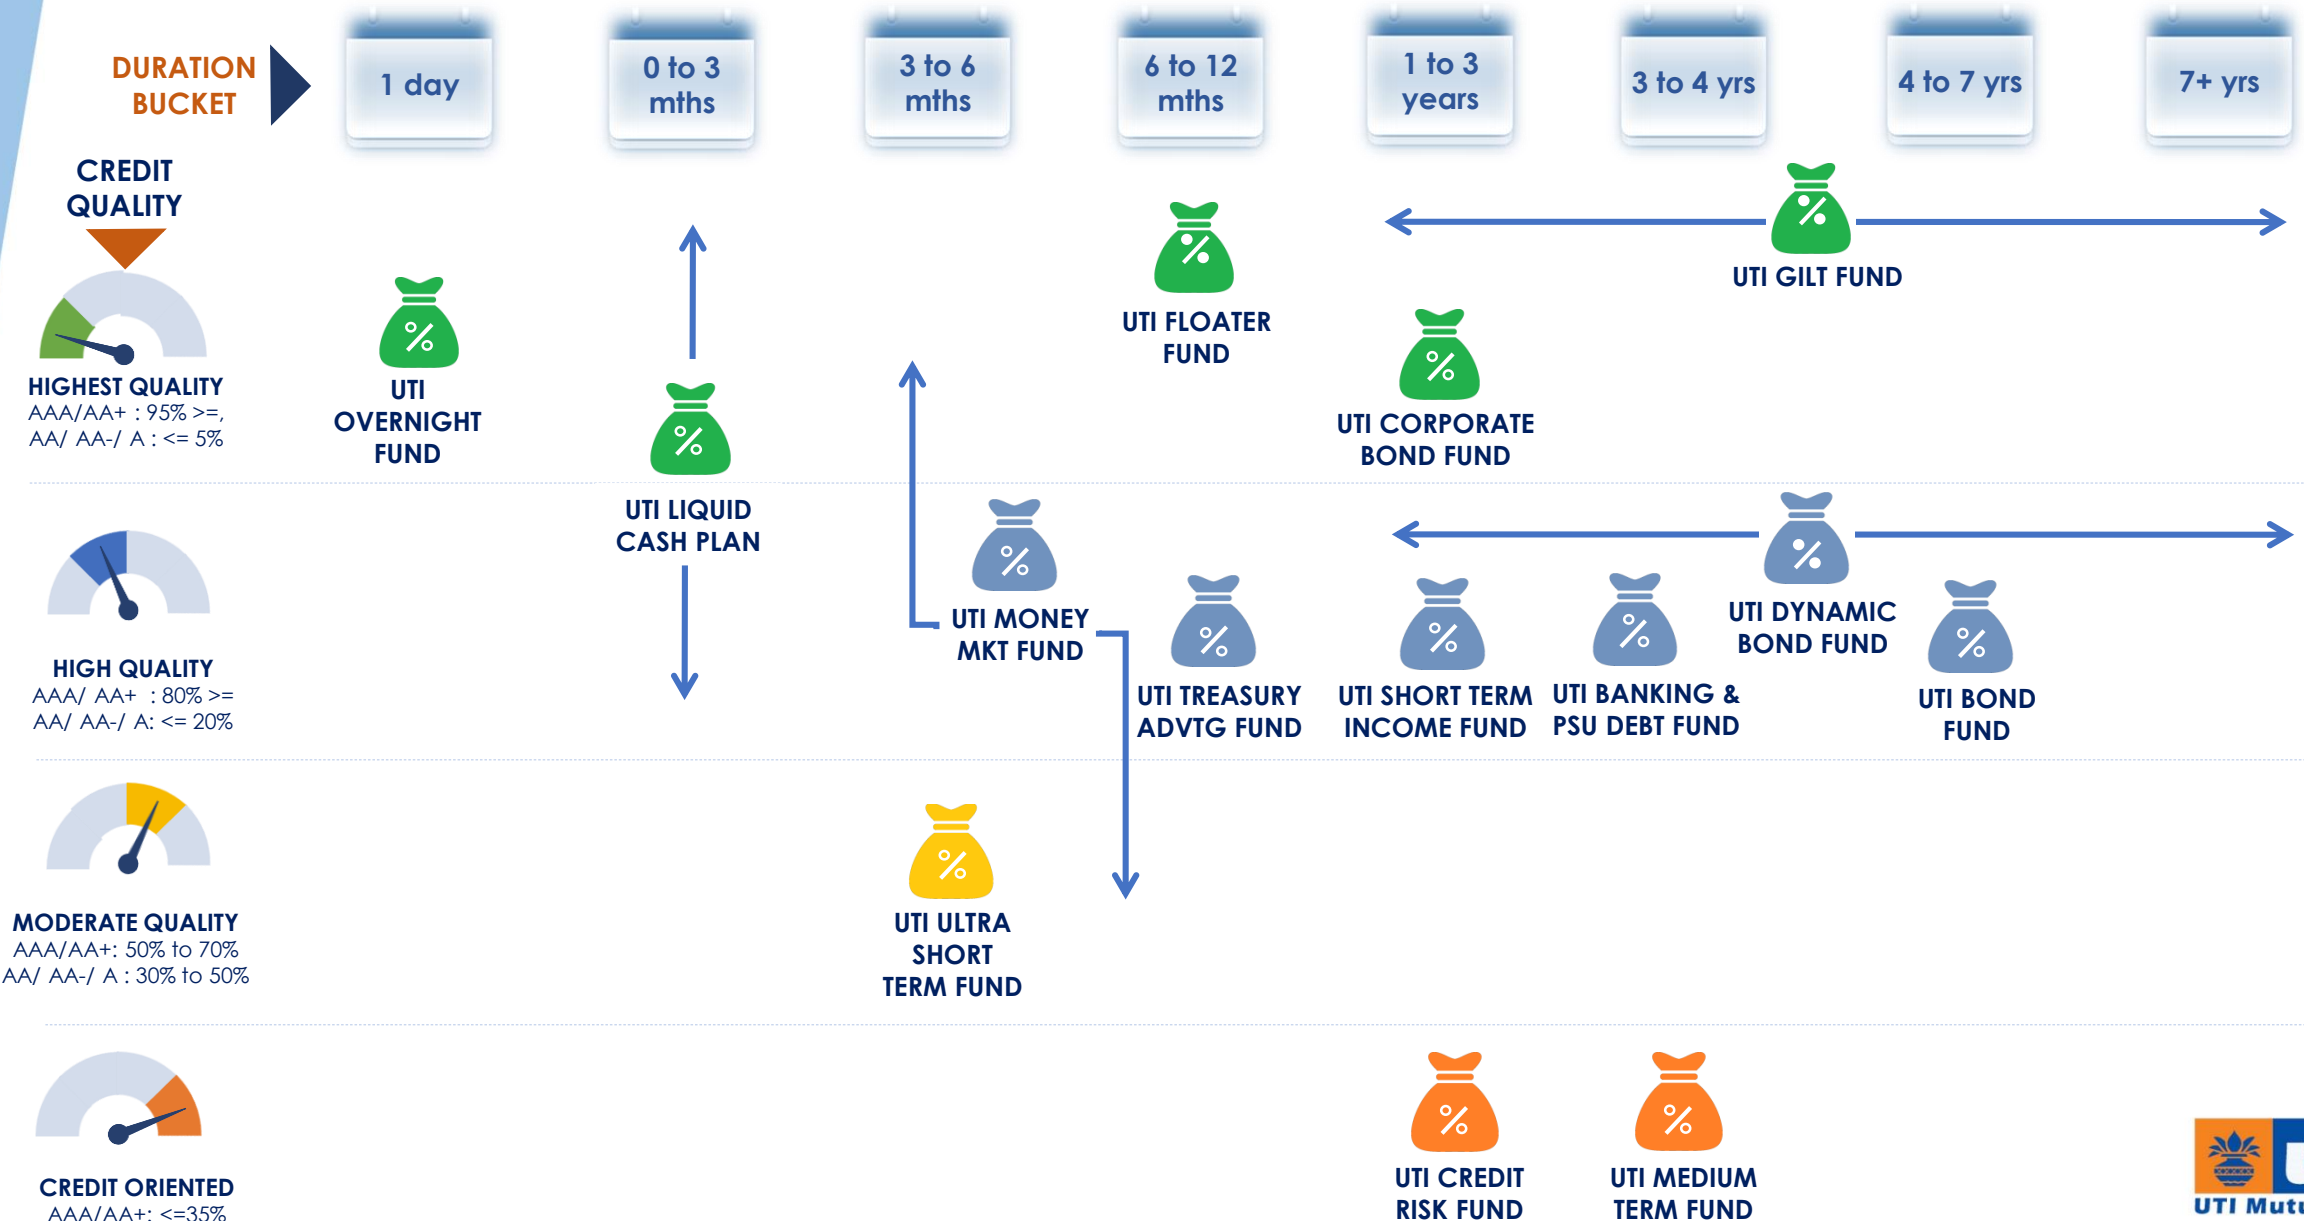 DURATION
BUCKET
1 day
0 to 3
mths
3 to 6
mths
6 to 12
mths
1 to 3
years
3 to 4 yrs
4 to 7 yrs
7+ yrs
CREDIT
QUALITY
HIGHEST QUALITY
AAA/AA+ : 95% >=,
AA/ AA-/ A : <= 5%
UTI
OVERNIGHT
FUND
UTI LIQUID
CASH PLAN
UTI FLOATER
FUND
UTI CORPORATE
BOND FUND
UTI GILT FUND
HIGH QUALITY
AAA/ AA+ : 80% >=
AA/ AA-/ A: <= 20%
UTI MONEY
MKT FUND
UTI TREASURY
ADVTG FUND
UTI SHORT TERM
INCOME FUND
UTI BANKING &
PSU DEBT FUND
UTI DYNAMIC
BOND FUND
UTI BOND
FUND
MODERATE QUALITY
AAA/AA+: 50% to 70%
AA/ AA-/ A : 30% to 50%
UTI ULTRA
SHORT
TERM FUND
CREDIT ORIENTED
AAA/AA+: <=35%
UTI CREDIT
RISK FUND
UTI MEDIUM
TERM FUND
UTI